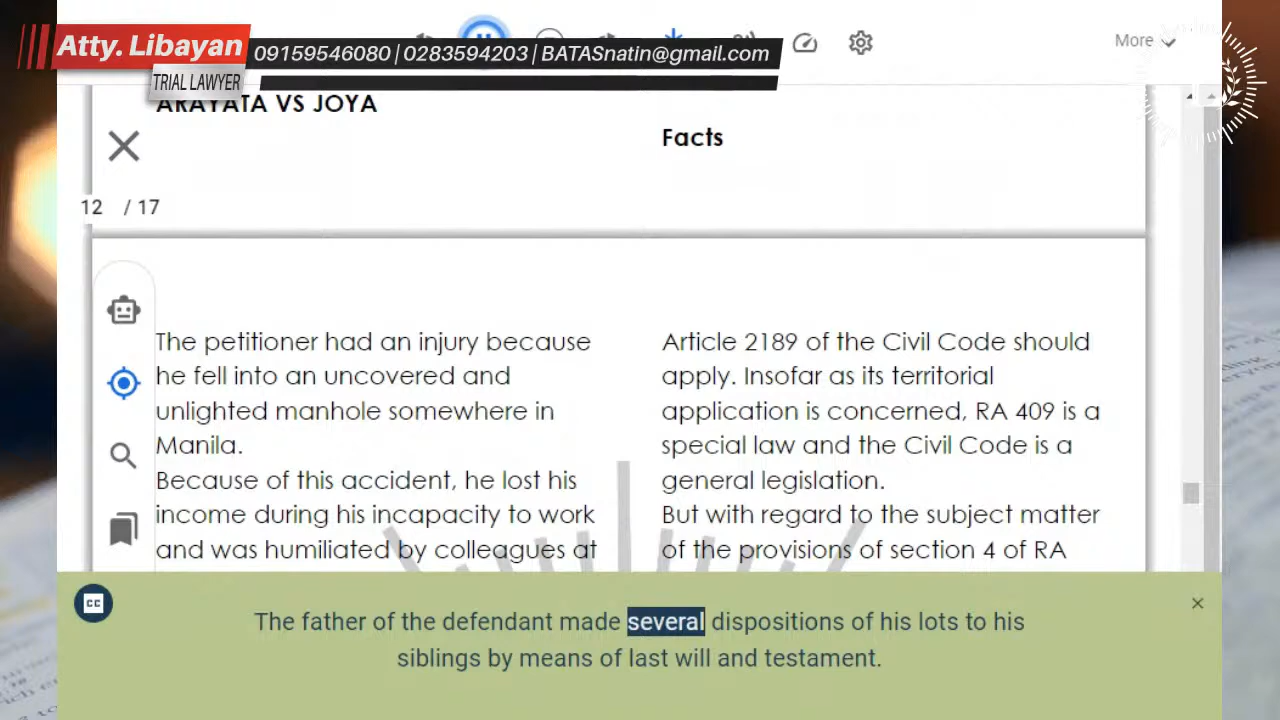 Atty. Libayan
TRIAL LAWYER
09159546080 | 0283594203 | BATASnatin@gmail.com
More
ARAYATA VS JOYA
Facts
12 / 17
The petitioner had an injury because
he fell into an uncovered and
unlighted manhole somewhere in
Manila.
Because of this accident, he lost his
income during his incapacity to work
and was humiliated by colleagues at
Article 2189 of the Civil Code should
apply. Insofar as its territorial
application is concerned, RA 409 is a
special law and the Civil Code is a
general legislation.
But with regard to the subject matter
of the provisions of section 4 of RA
CC
The father of the defendant made several dispositions of his lots to his
siblings by means of last will and testament.